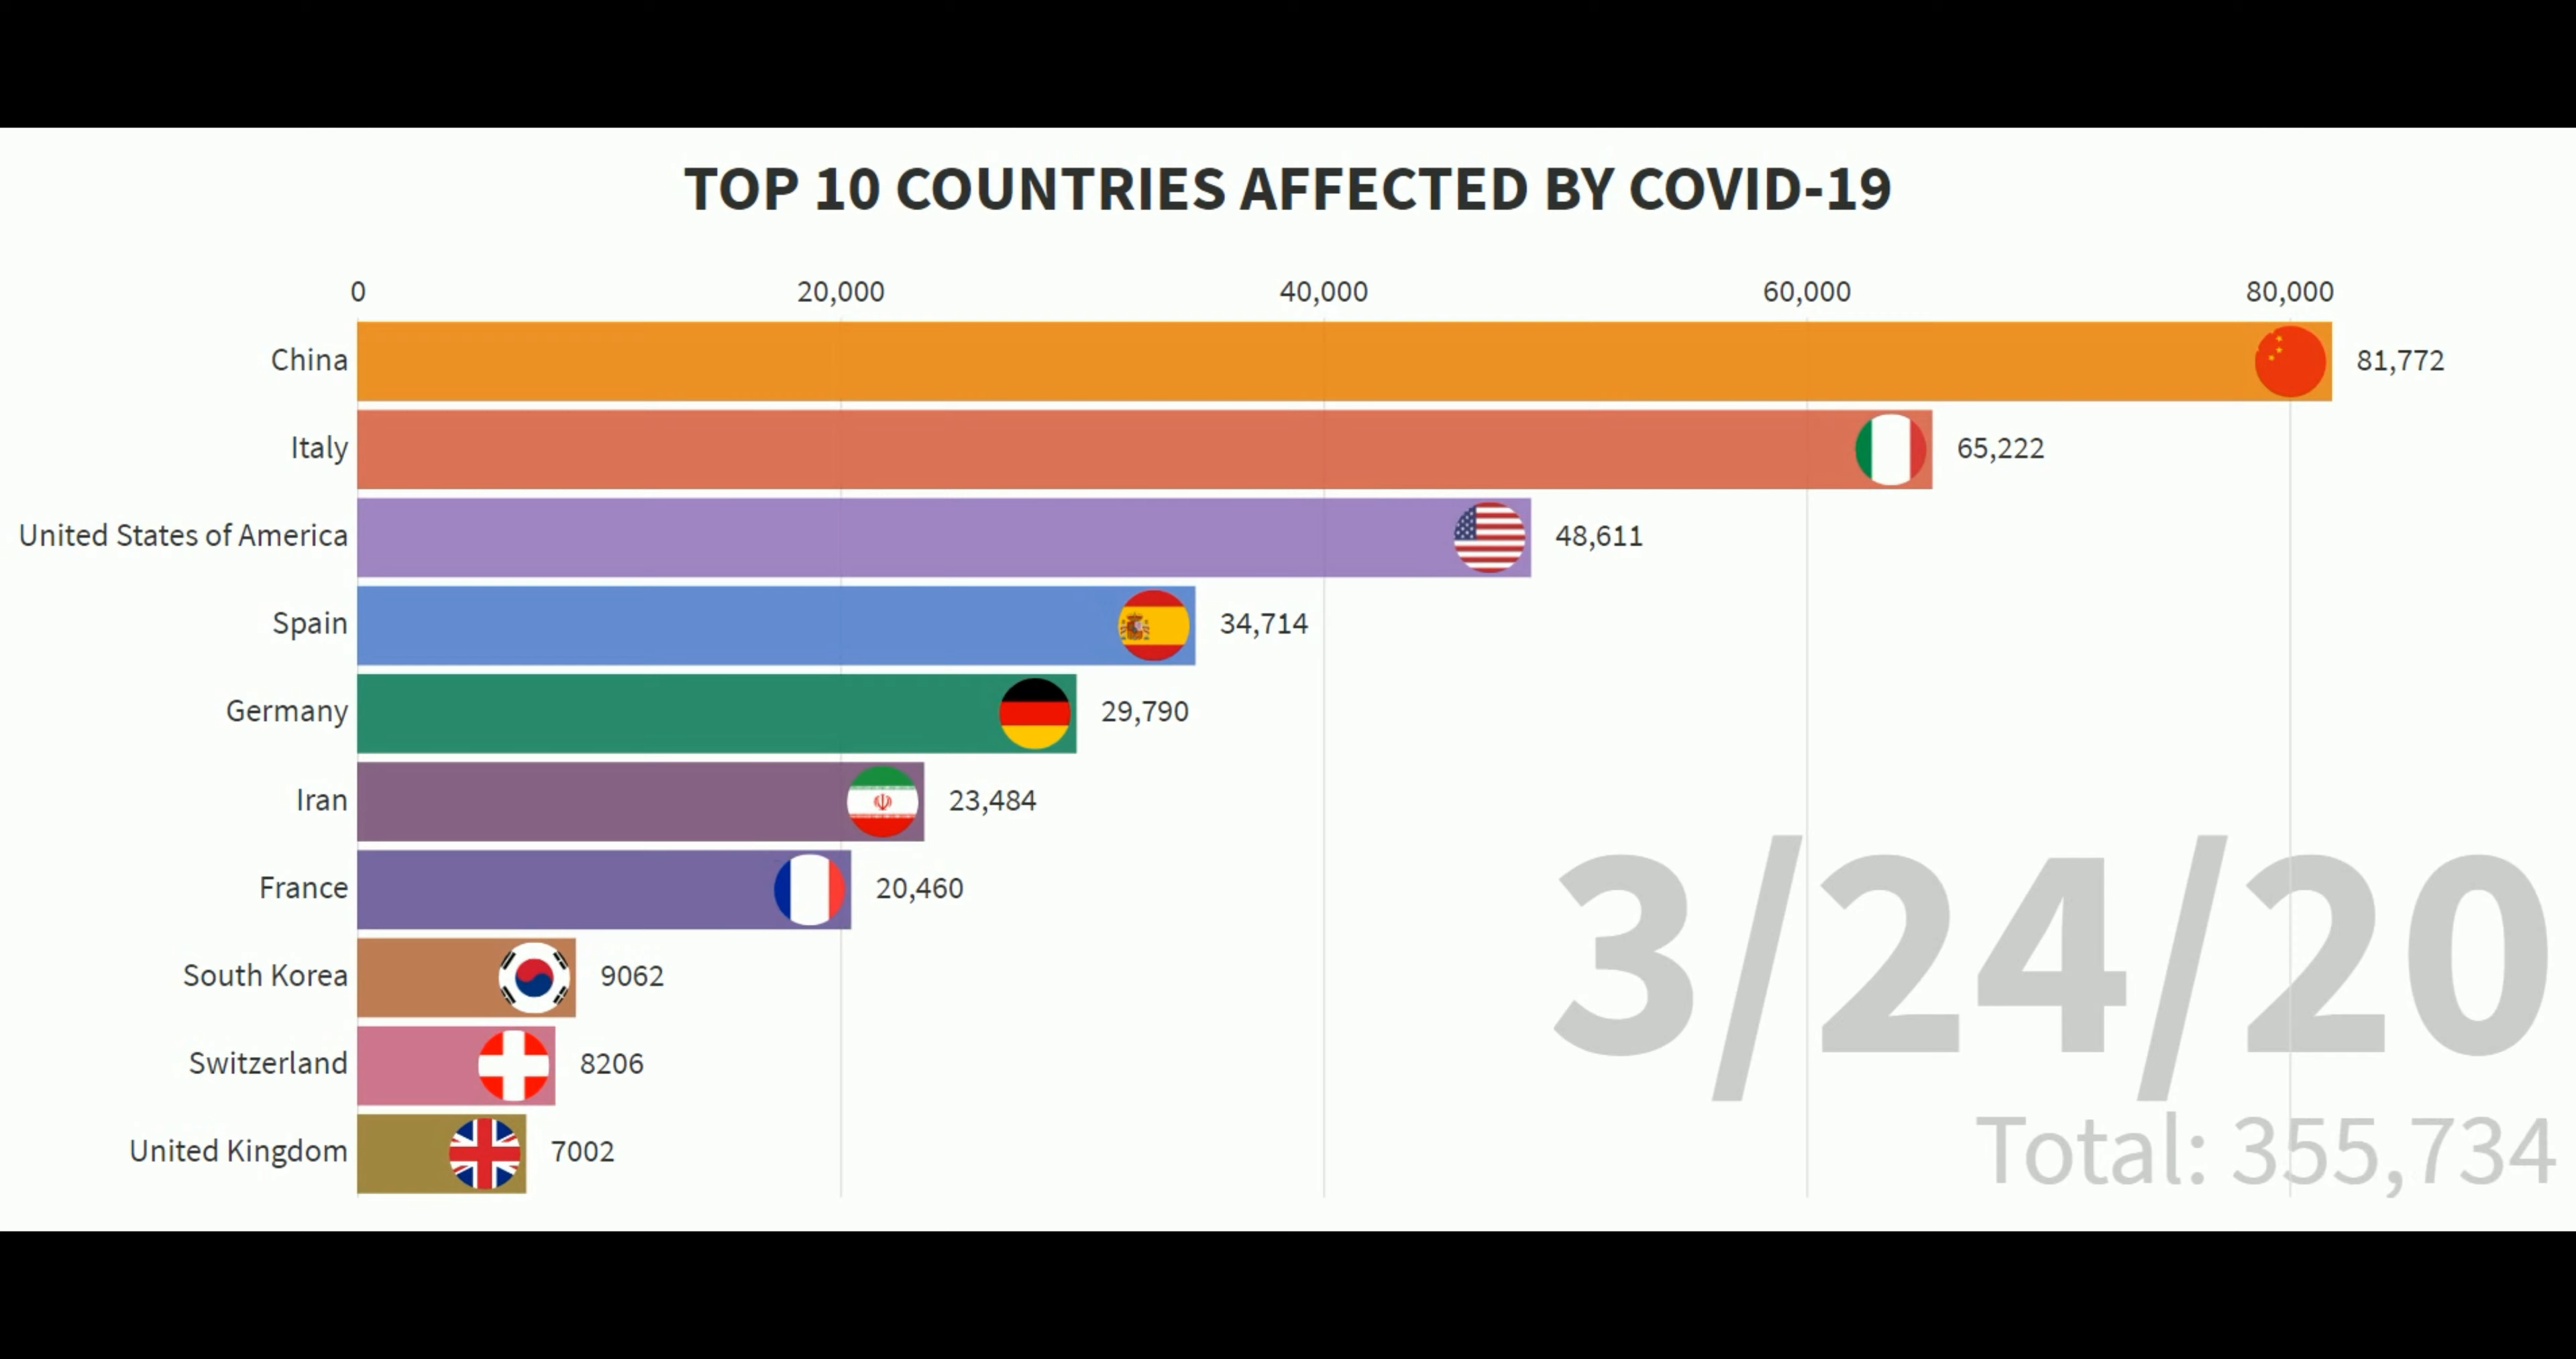 TOP 10 COUNTRIES AFFECTED BY COVID-19
0 20,000 40,000 60,000 80,000
China 81,772
Italy 65,222
United States of America 48,611
Spain 34,714
Germany 29,790
Iran 23,484
France 20,460
South Korea 9062
Switzerland 8206
United Kingdom 7002
3/24/20
Total: 355,734